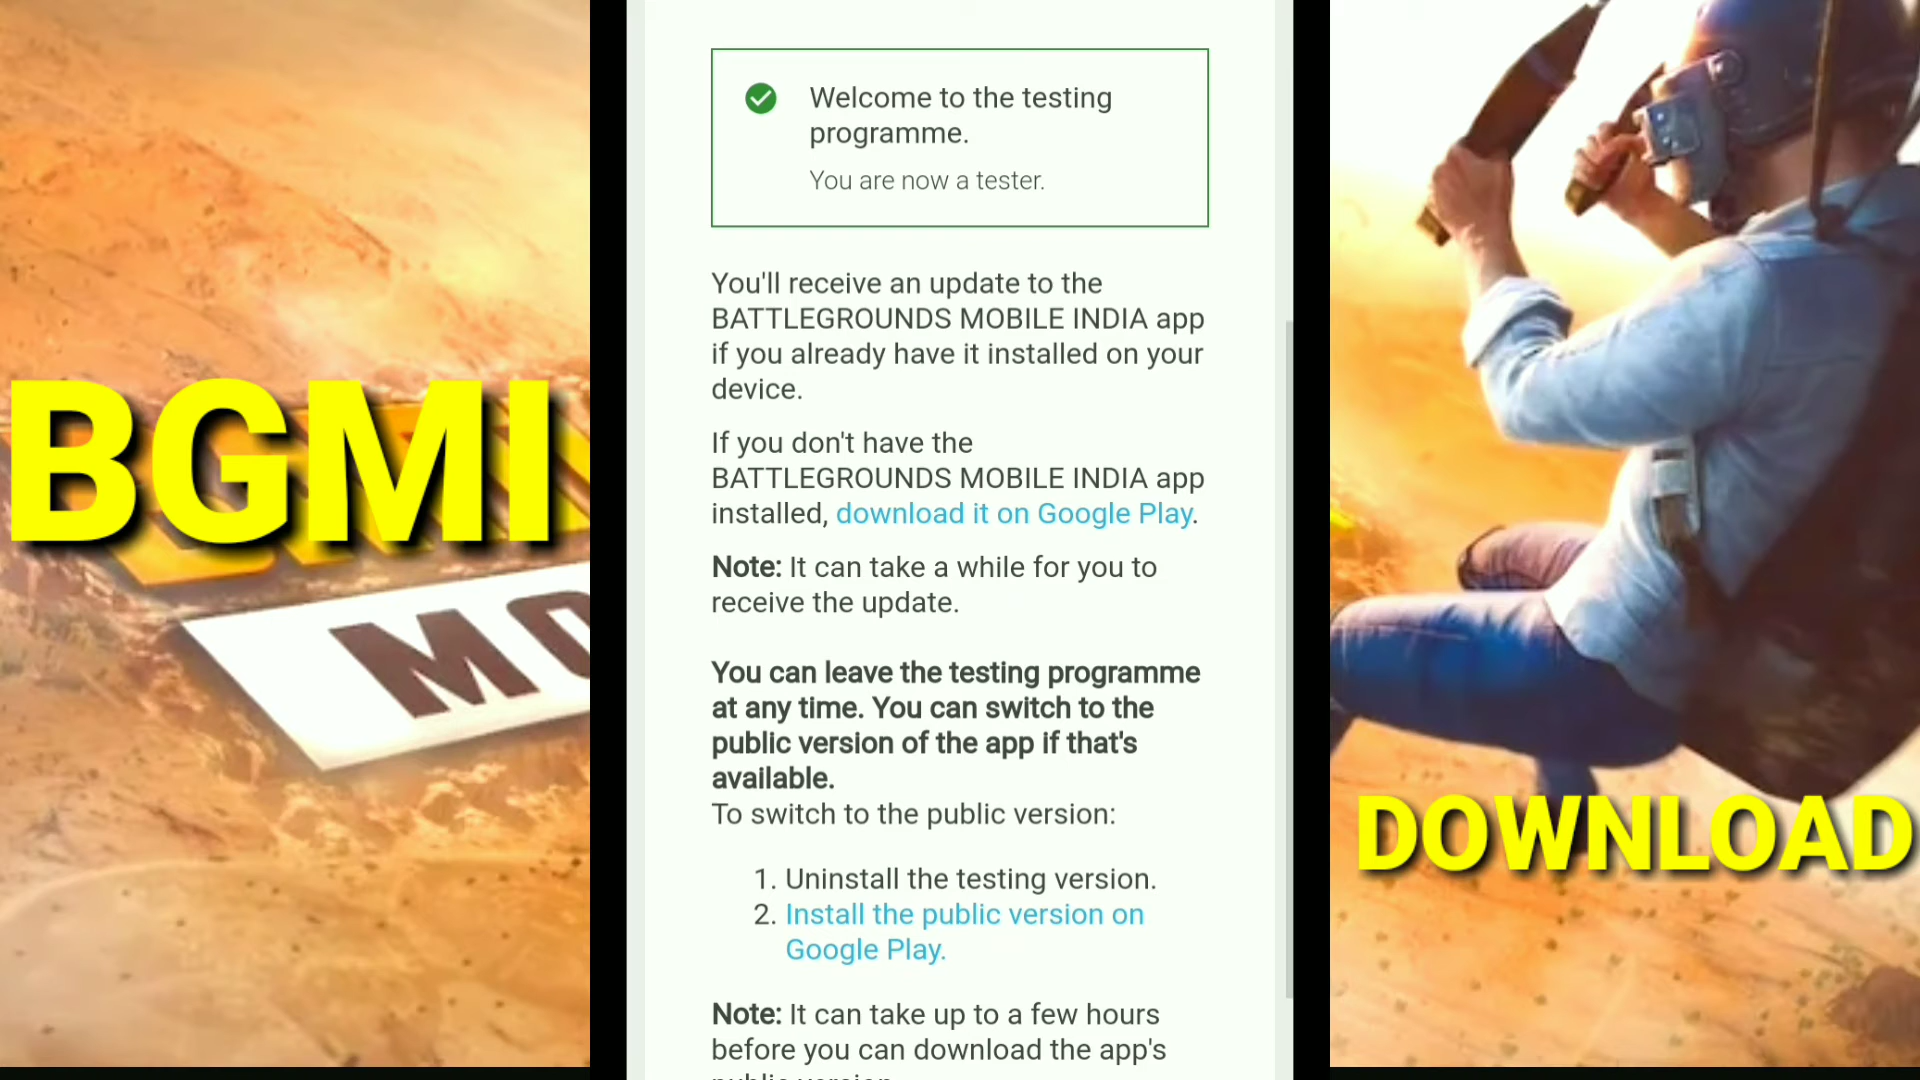 BGMI
MO
Welcome to the testing
programme.
You are now a tester.
You'll receive an update to the
BATTLEGROUNDS MOBILE INDIA app
if you already have it installed on your
device.
If you don't have the
BATTLEGROUNDS MOBILE INDIA app
installed, download it on Google Play.
Note: It can take a while for you to
receive the update.
You can leave the testing programme
at any time. You can switch to the
public version of the app if that's
available.
To switch to the public version:
1. Uninstall the testing version.
2. Install the public version on
Google Play.
Note: It can take up to a few hours
before you can download the app's
DOWNLOAD